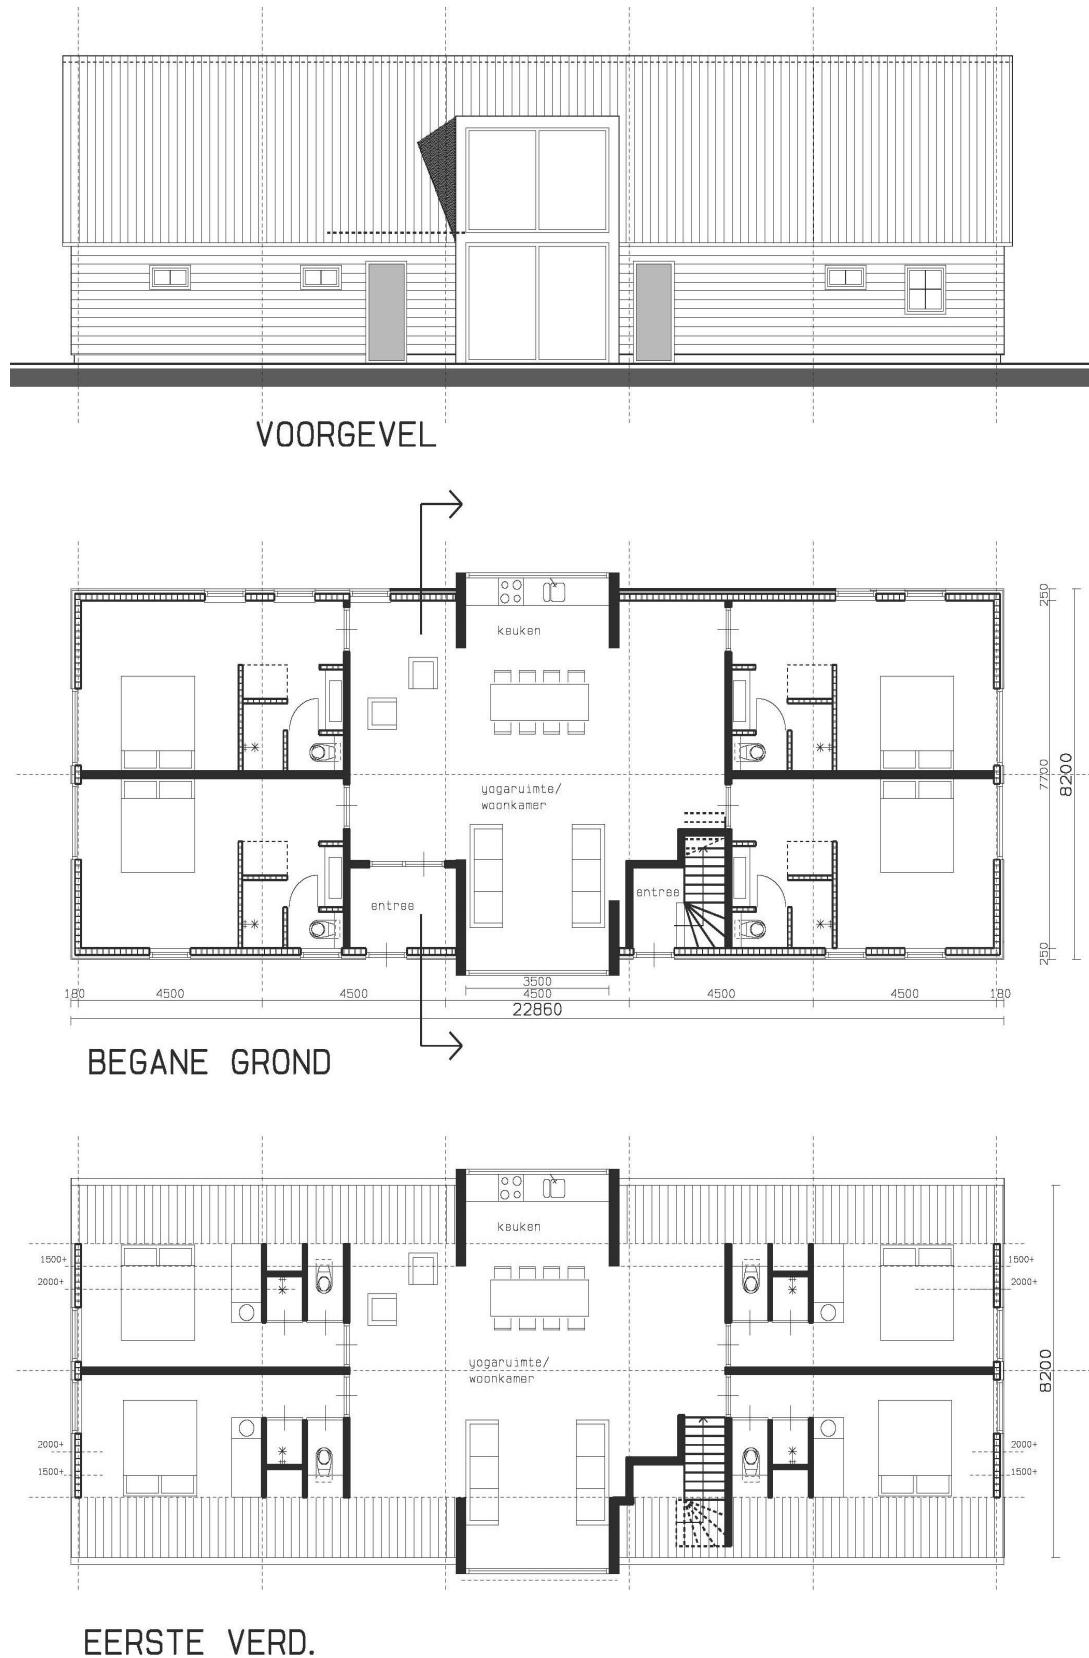 VOORGEVEL
250
keuken
yogaruimte/
woonkamer
7700
8200
entree
entree
250
3500
180 4500 4500 4500 4500 4500 180
22860
BEGANE GROND
keuken
1500+ 1500+
2000+ 2000+
yogaruimte/
woonkamer
8200
2000+ 2000+
1500+ 1500+
EERSTE VERD.